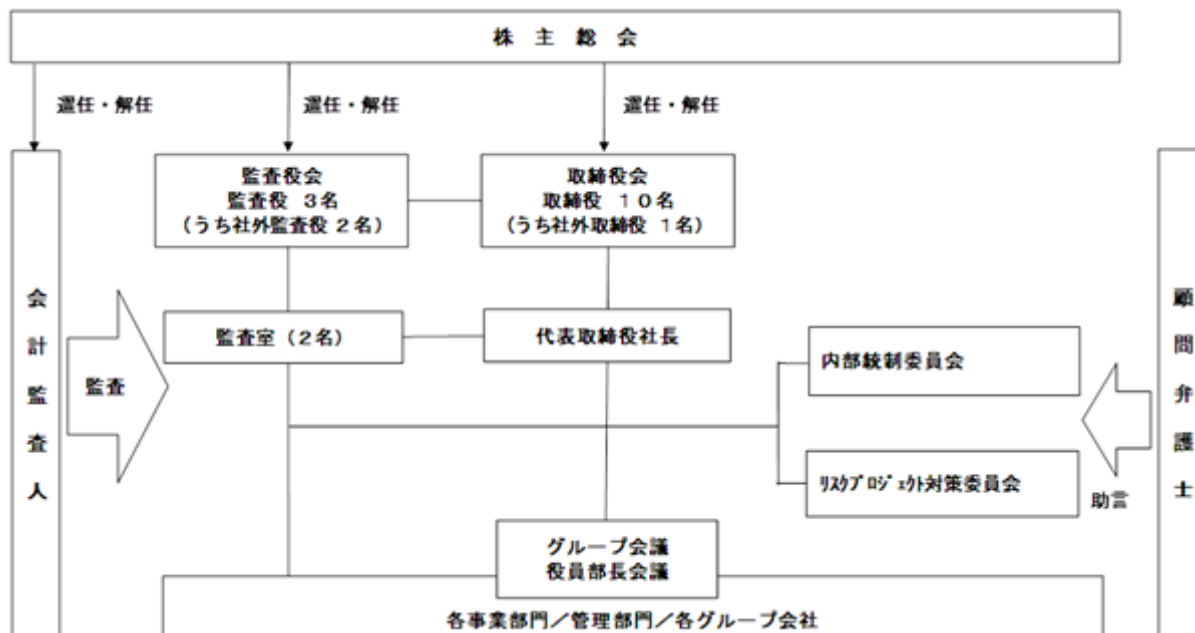 株 主 総 会
選任・解任
選任・解任
選任・解任
監査役会
監査役 3名
(うち社外監査役 2名)
取締役会
取締役 10名
(うち社外取締役 1名)
会計監査人
監査
監査室 (2名)
代表取締役社長
内部統制委員会
リスクプロジェクト対策委員会
助言
顧問弁護士
グループ会議
役員部長会議
各事業部門/管理部門/各グループ会社